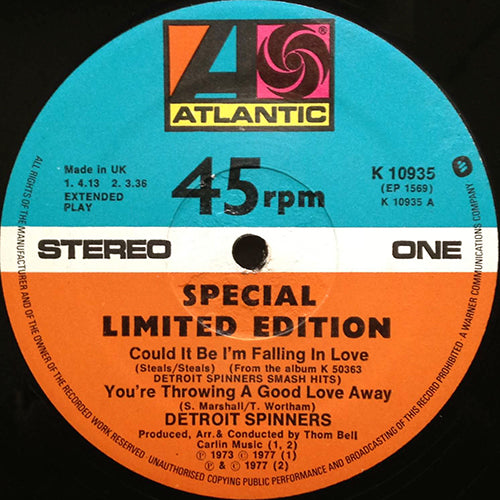 ATLANTIC
®
Made in UK
1. 4.13 2. 3.36
EXTENDED
PLAY
45rpm
K 10935
(EP 1569)
K 10935 A
STEREO
ONE
SPECIAL
LIMITED EDITION
Could It Be I'm Falling In Love
(Steals/Steals) (From the album K 50363
DETROIT SPINNERS SMASH HITS)
You're Throwing A Good Love Away
(S. Marshall/T. Wortham)
DETROIT SPINNERS
Produced, Arr.& Conducted by Thom Bell
Carlin Music (1, 2)
℗ 1973 © 1977 (1)
℗ & © 1977 (2)
ALL RIGHTS OF THE MANUFACTURER AND OF THE OWNER OF THE RECORDED WORK RESERVED. UNAUTHORISED COPYING PUBLIC PERFORMANCE AND BROADCASTING OF THIS RECORD PROHIBITED. A WARNER COMMUNICATIONS COMPANY.